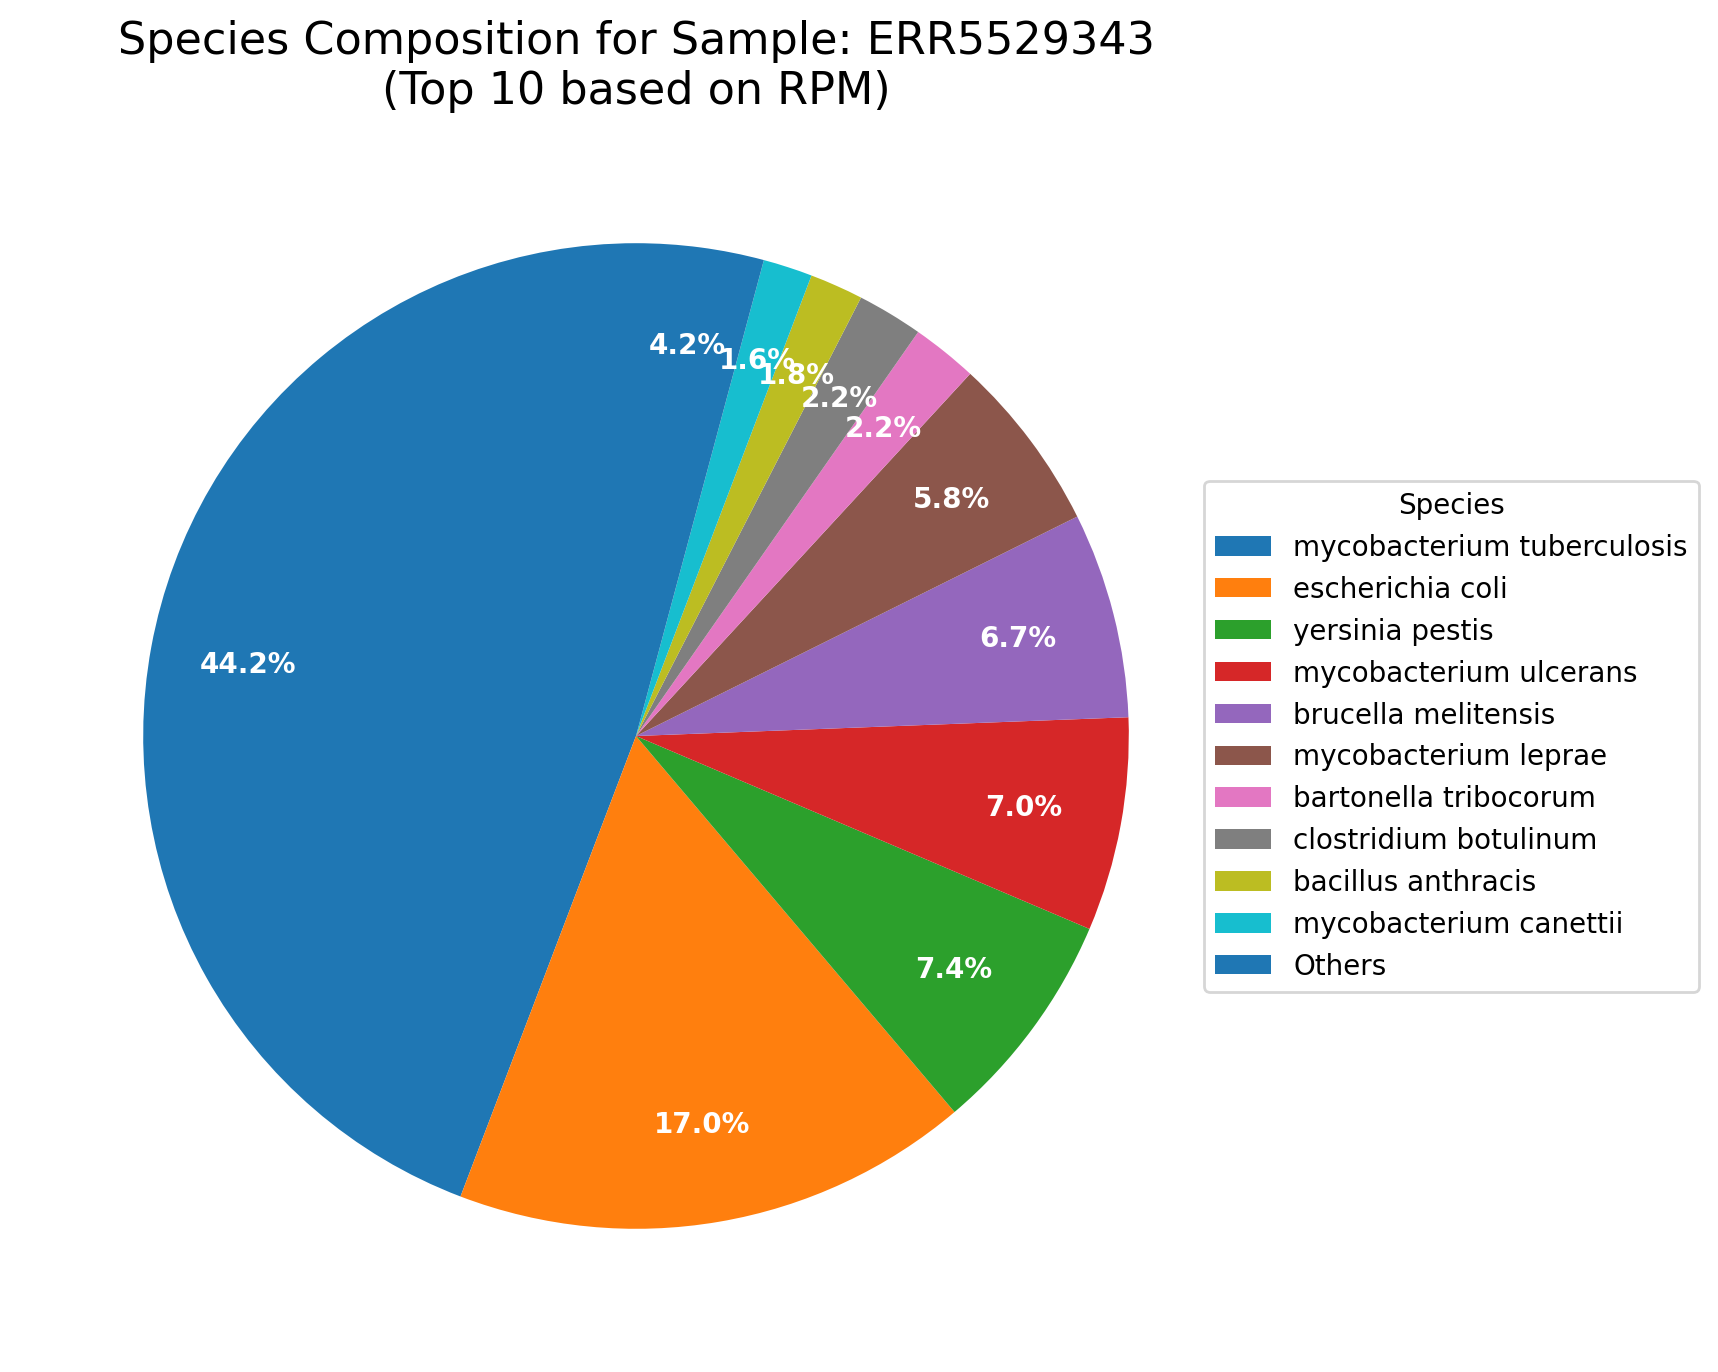 Species Composition for Sample: ERR5529343
(Top 10 based on RPM)
4.2%
1.6%
1.8%
2.2%
2.2%
5.8%
6.7%
44.2%
7.0%
7.4%
17.0%
Species
mycobacterium tuberculosis
escherichia coli
yersinia pestis
mycobacterium ulcerans
brucella melitensis
mycobacterium leprae
bartonella tribocorum
clostridium botulinum
bacillus anthracis
mycobacterium canettii
Others